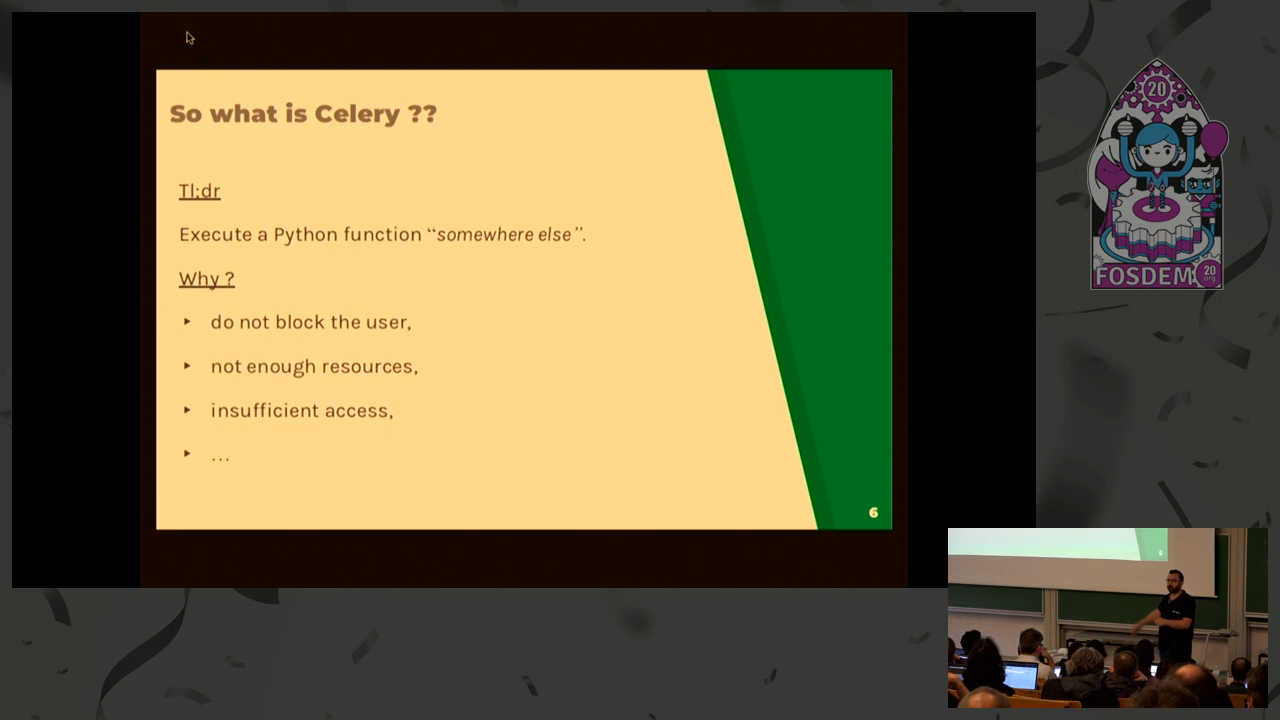 So what is Celery ??
Tl;dr
Execute a Python function “somewhere else”.
Why ?
do not block the user,
not enough resources,
insufficient access,
...
6
20
FOSDEM
20
.org